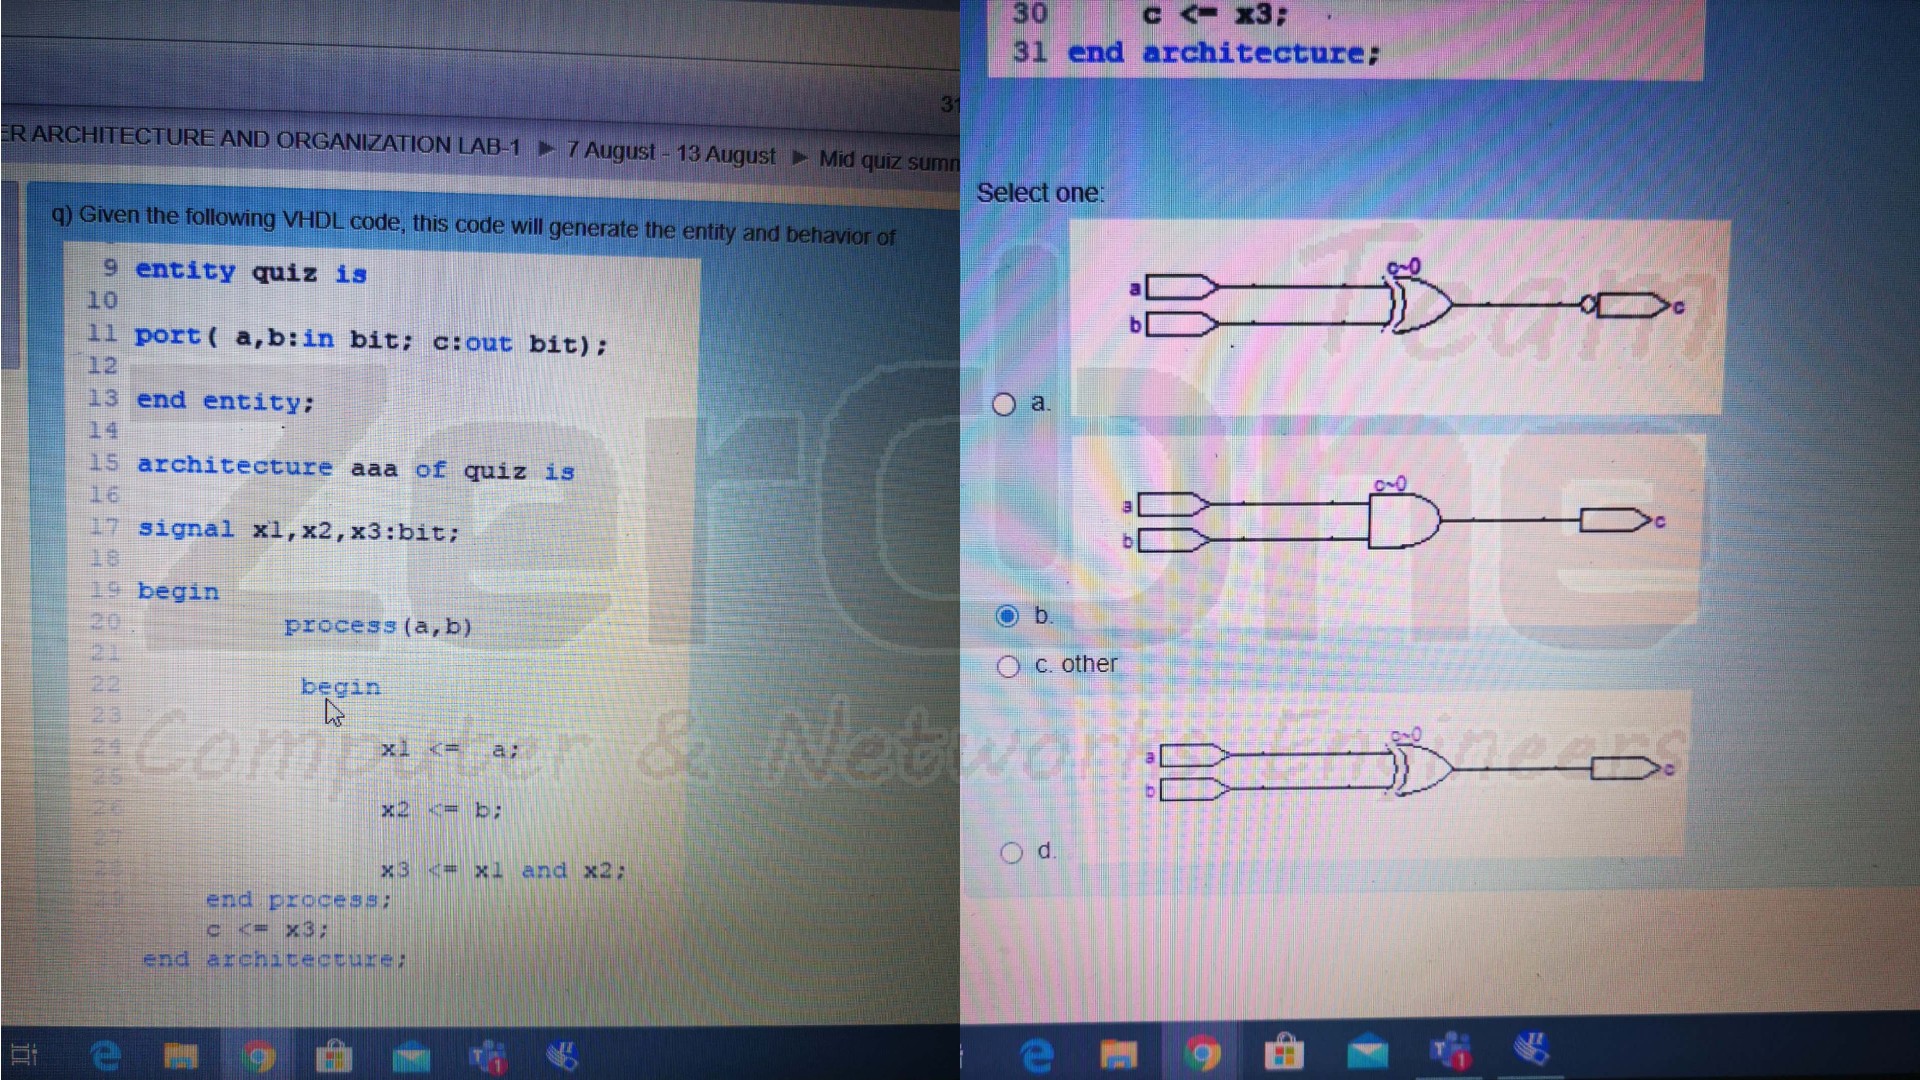 ER ARCHITECTURE AND ORGANIZATION LAB-1 ► 7 August - 13 August ► Mid quiz summ
q) Given the following VHDL code, this code will generate the entity and behavior of
9 entity quiz is
10
11 port( a,b:in bit; c:out bit);
12
13 end entity;
14
15 architecture aaa of quiz is
16
17 signal x1,x2,x3:bit;
18
19 begin
20 process(a,b)
21
22 begin
23
24 x1 <= a;
25
26 x2 <= b;
27
28 x3 <= x1 and x2;
29 end process;
c <= x3;
end architecture;
30 c <= x3;
31 end architecture;
Select one:
c~0
a
b
c
a.
c~0
a
b
c
b.
c. other
c~0
a
b
c
d.
ZerOne
Team
Computer & Networks Engineers